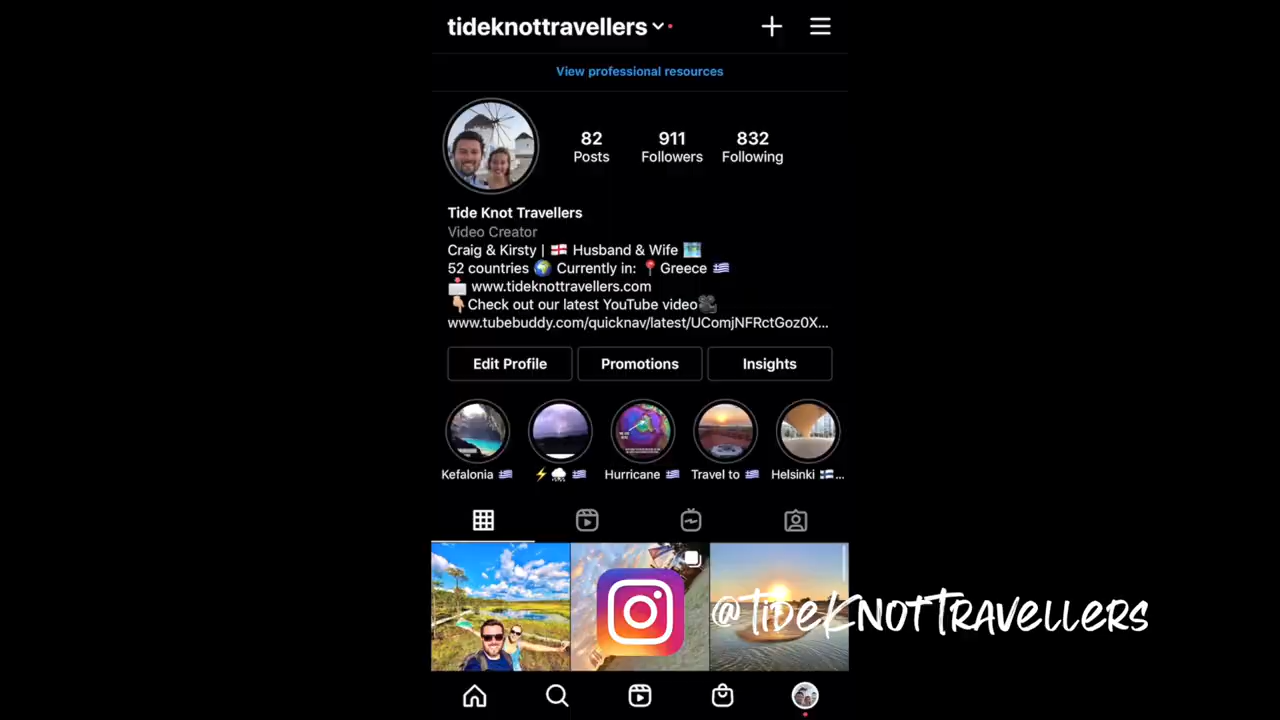 tideknottravellers
View professional resources
82
Posts
911
Followers
832
Following
Tide Knot Travellers
Video Creator
Craig & Kirsty | 🏴󠁧󠁢󠁥󠁮󠁧󠁿 Husband & Wife 🗺️
52 countries 🌍 Currently in: 📍Greece 🇬🇷
📩 www.tideknottravellers.com
👇🏼Check out our latest YouTube video🎥
www.tubebuddy.com/quicknav/latest/UComjNFRctGoz0X...
Edit Profile
Promotions
Insights
Kefalonia 🇬🇷
⚡🌧️ 🇬🇷
Hurricane 🇬🇷
Travel to 🇬🇷
Helsinki 🇫🇮...
@TideKnotTravellers